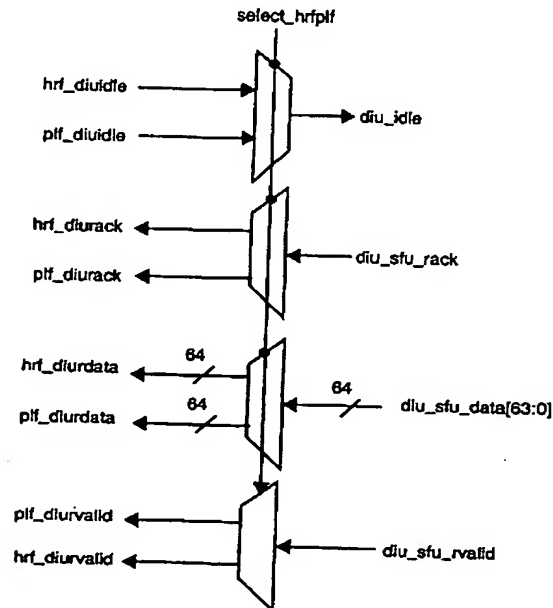 select_hrfplf
hrf_diuidle
plf_diuidle
diu_idle
hrf_diurack
plf_diurack
diu_sfu_rack
hrf_diurdata
64
plf_diurdata
64
64
diu_sfu_data[63:0]
plf_diurvalid
hrf_diurvalid
diu_sfu_rvalid